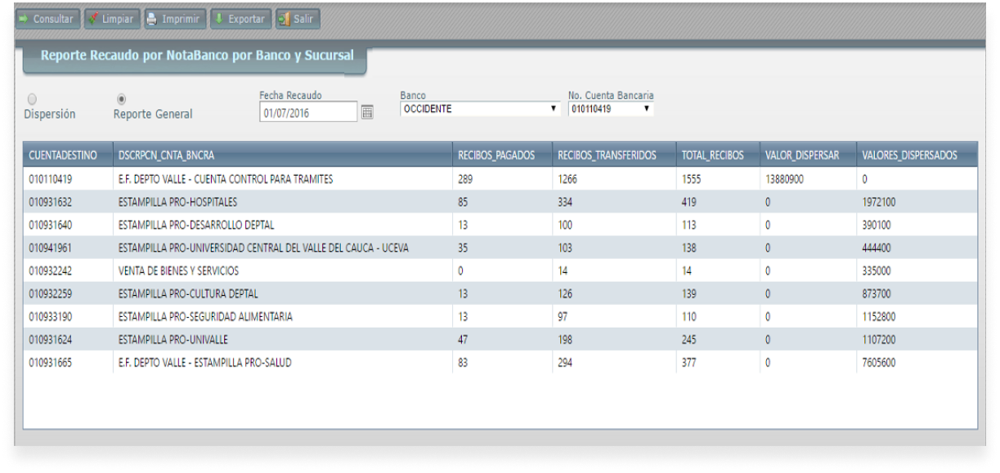 Consultar Limpiar Imprimir Exportar Salir
Reporte Recaudo por NotaBanco por Banco y Sucursal
Fecha Recaudo Banco No. Cuenta Bancaria
Dispersión Reporte General 01/07/2016 OCCIDENTE 010110419
CUENTADESTINO DSCRPCN_CNTA_BNCRA RECIBOS_PAGADOS RECIBOS_TRANSFERIDOS TOTAL_RECIBOS VALOR_DISPERSAR VALORES_DISPERSADOS
010110419 E.F. DEPTO VALLE - CUENTA CONTROL PARA TRAMITES 289 1266 1555 13880900 0
010931632 ESTAMPILLA PRO-HOSPITALES 85 334 419 0 1972100
010931640 ESTAMPILLA PRO-DESARROLLO DEPTAL 13 100 113 0 390100
010941961 ESTAMPILLA PRO-UNIVERSIDAD CENTRAL DEL VALLE DEL CAUCA - UCEVA 35 103 138 0 444400
010932242 VENTA DE BIENES Y SERVICIOS 0 14 14 0 335000
010932259 ESTAMPILLA PRO-CULTURA DEPTAL 13 126 139 0 873700
010933190 ESTAMPILLA PRO-SEGURIDAD ALIMENTARIA 13 97 110 0 1152800
010931624 ESTAMPILLA PRO-UNIVALLE 47 198 245 0 1107200
010931665 E.F. DEPTO VALLE - ESTAMPILLA PRO-SALUD 83 294 377 0 7605600